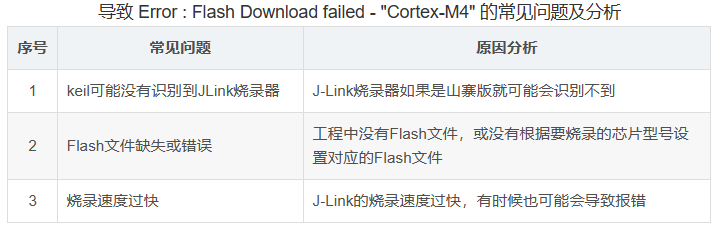 导致 Error : Flash Download failed - "Cortex-M4" 的常见问题及分析
序号 常见问题 原因分析
1 keil可能没有识别到JLink烧录器 J-Link烧录器如果是山寨版就可能会识别不到
2 Flash文件缺失或错误 工程中没有Flash文件，或没有根据要烧录的芯片型号设
置对应的Flash文件
3 烧录速度过快 J-Link的烧录速度过快，有时候也可能会导致报错